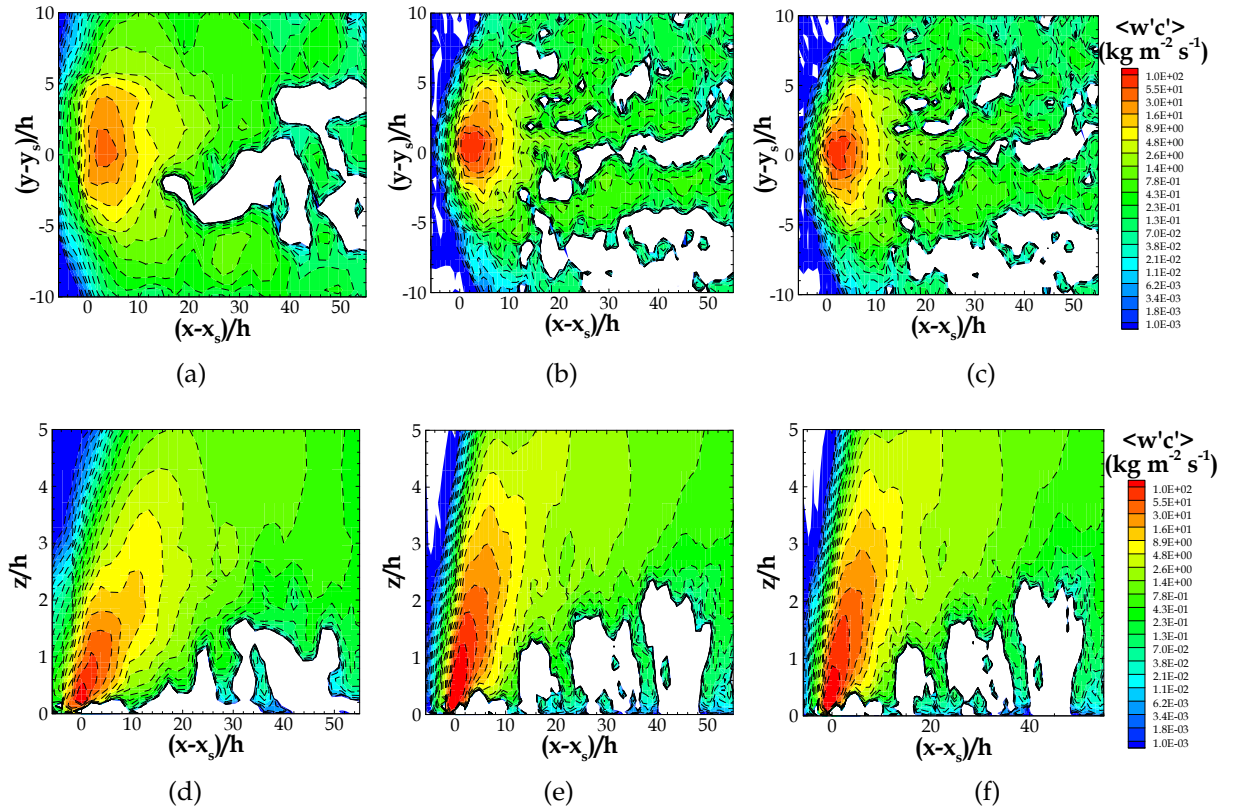 10
5
0
-5
-10
(y-yₛ)/h
0 10 20 30 40 50
(x-xₛ)/h
(a)
10
5
0
-5
-10
(y-yₛ)/h
0 10 20 30 40 50
(x-xₛ)/h
(b)
10
5
0
-5
-10
(y-yₛ)/h
0 10 20 30 40 50
(x-xₛ)/h
(c)
<w'c'>
(kg m⁻² s⁻¹)
1.0E+02
5.5E+01
3.0E+01
1.6E+01
8.9E+00
4.8E+00
2.6E+00
1.4E+00
7.8E-01
4.3E-01
2.3E-01
1.3E-01
7.0E-02
3.8E-02
2.1E-02
1.1E-02
6.2E-03
3.4E-03
1.8E-03
1.0E-03
5
4
3
2
1
0
z/h
0 10 20 30 40 50
(x-xₛ)/h
(d)
5
4
3
2
1
0
z/h
0 10 20 30 40 50
(x-xₛ)/h
(e)
5
4
3
2
1
0
z/h
0 20 40
(x-xₛ)/h
(f)
<w'c'>
(kg m⁻² s⁻¹)
1.0E+02
5.5E+01
3.0E+01
1.6E+01
8.9E+00
4.8E+00
2.6E+00
1.4E+00
7.8E-01
4.3E-01
2.3E-01
1.3E-01
7.0E-02
3.8E-02
2.1E-02
1.1E-02
6.2E-03
3.4E-03
1.8E-03
1.0E-03